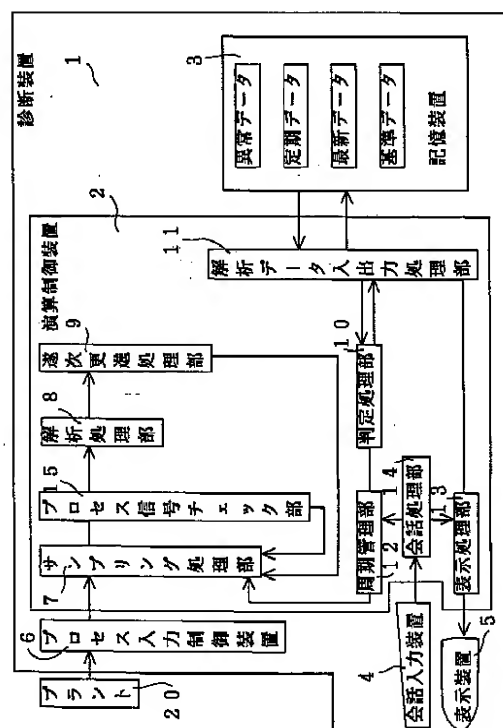 診断装置
1
3
異常データ
定期データ
最新データ
基準データ
記憶装置
2
演算制御装置
11
解析データ入出力処理部
9
逐次更進処理部
8
解析処理部
15
プロセス信号チェック部
7
サンプリング処理部
6
プロセス入力制御装置
プラント
20
10
判定処理部
周期管理部
12
14
会話処理部
13
表示処理部
4
会話入力装置
5
表示装置